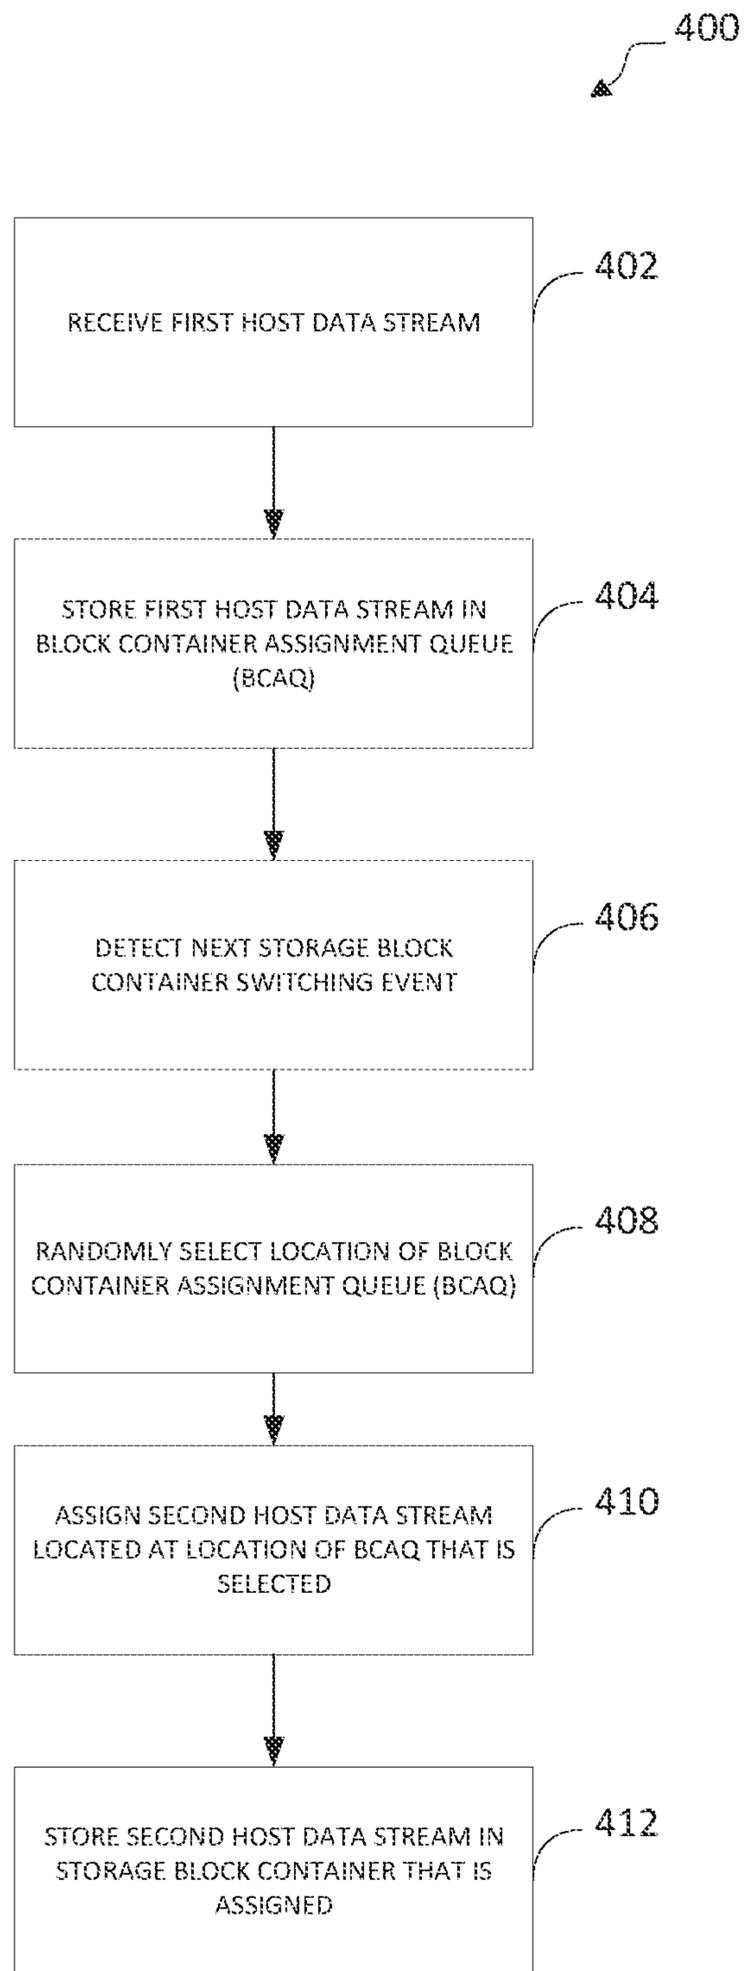 400
402
RECEIVE FIRST HOST DATA STREAM
404
STORE FIRST HOST DATA STREAM IN
BLOCK CONTAINER ASSIGNMENT QUEUE
(BCAQ)
406
DETECT NEXT STORAGE BLOCK
CONTAINER SWITCHING EVENT
408
RANDOMLY SELECT LOCATION OF BLOCK
CONTAINER ASSIGNMENT QUEUE (BCAQ)
410
ASSIGN SECOND HOST DATA STREAM
LOCATED AT LOCATION OF BCAQ THAT IS
SELECTED
412
STORE SECOND HOST DATA STREAM IN
STORAGE BLOCK CONTAINER THAT IS
ASSIGNED